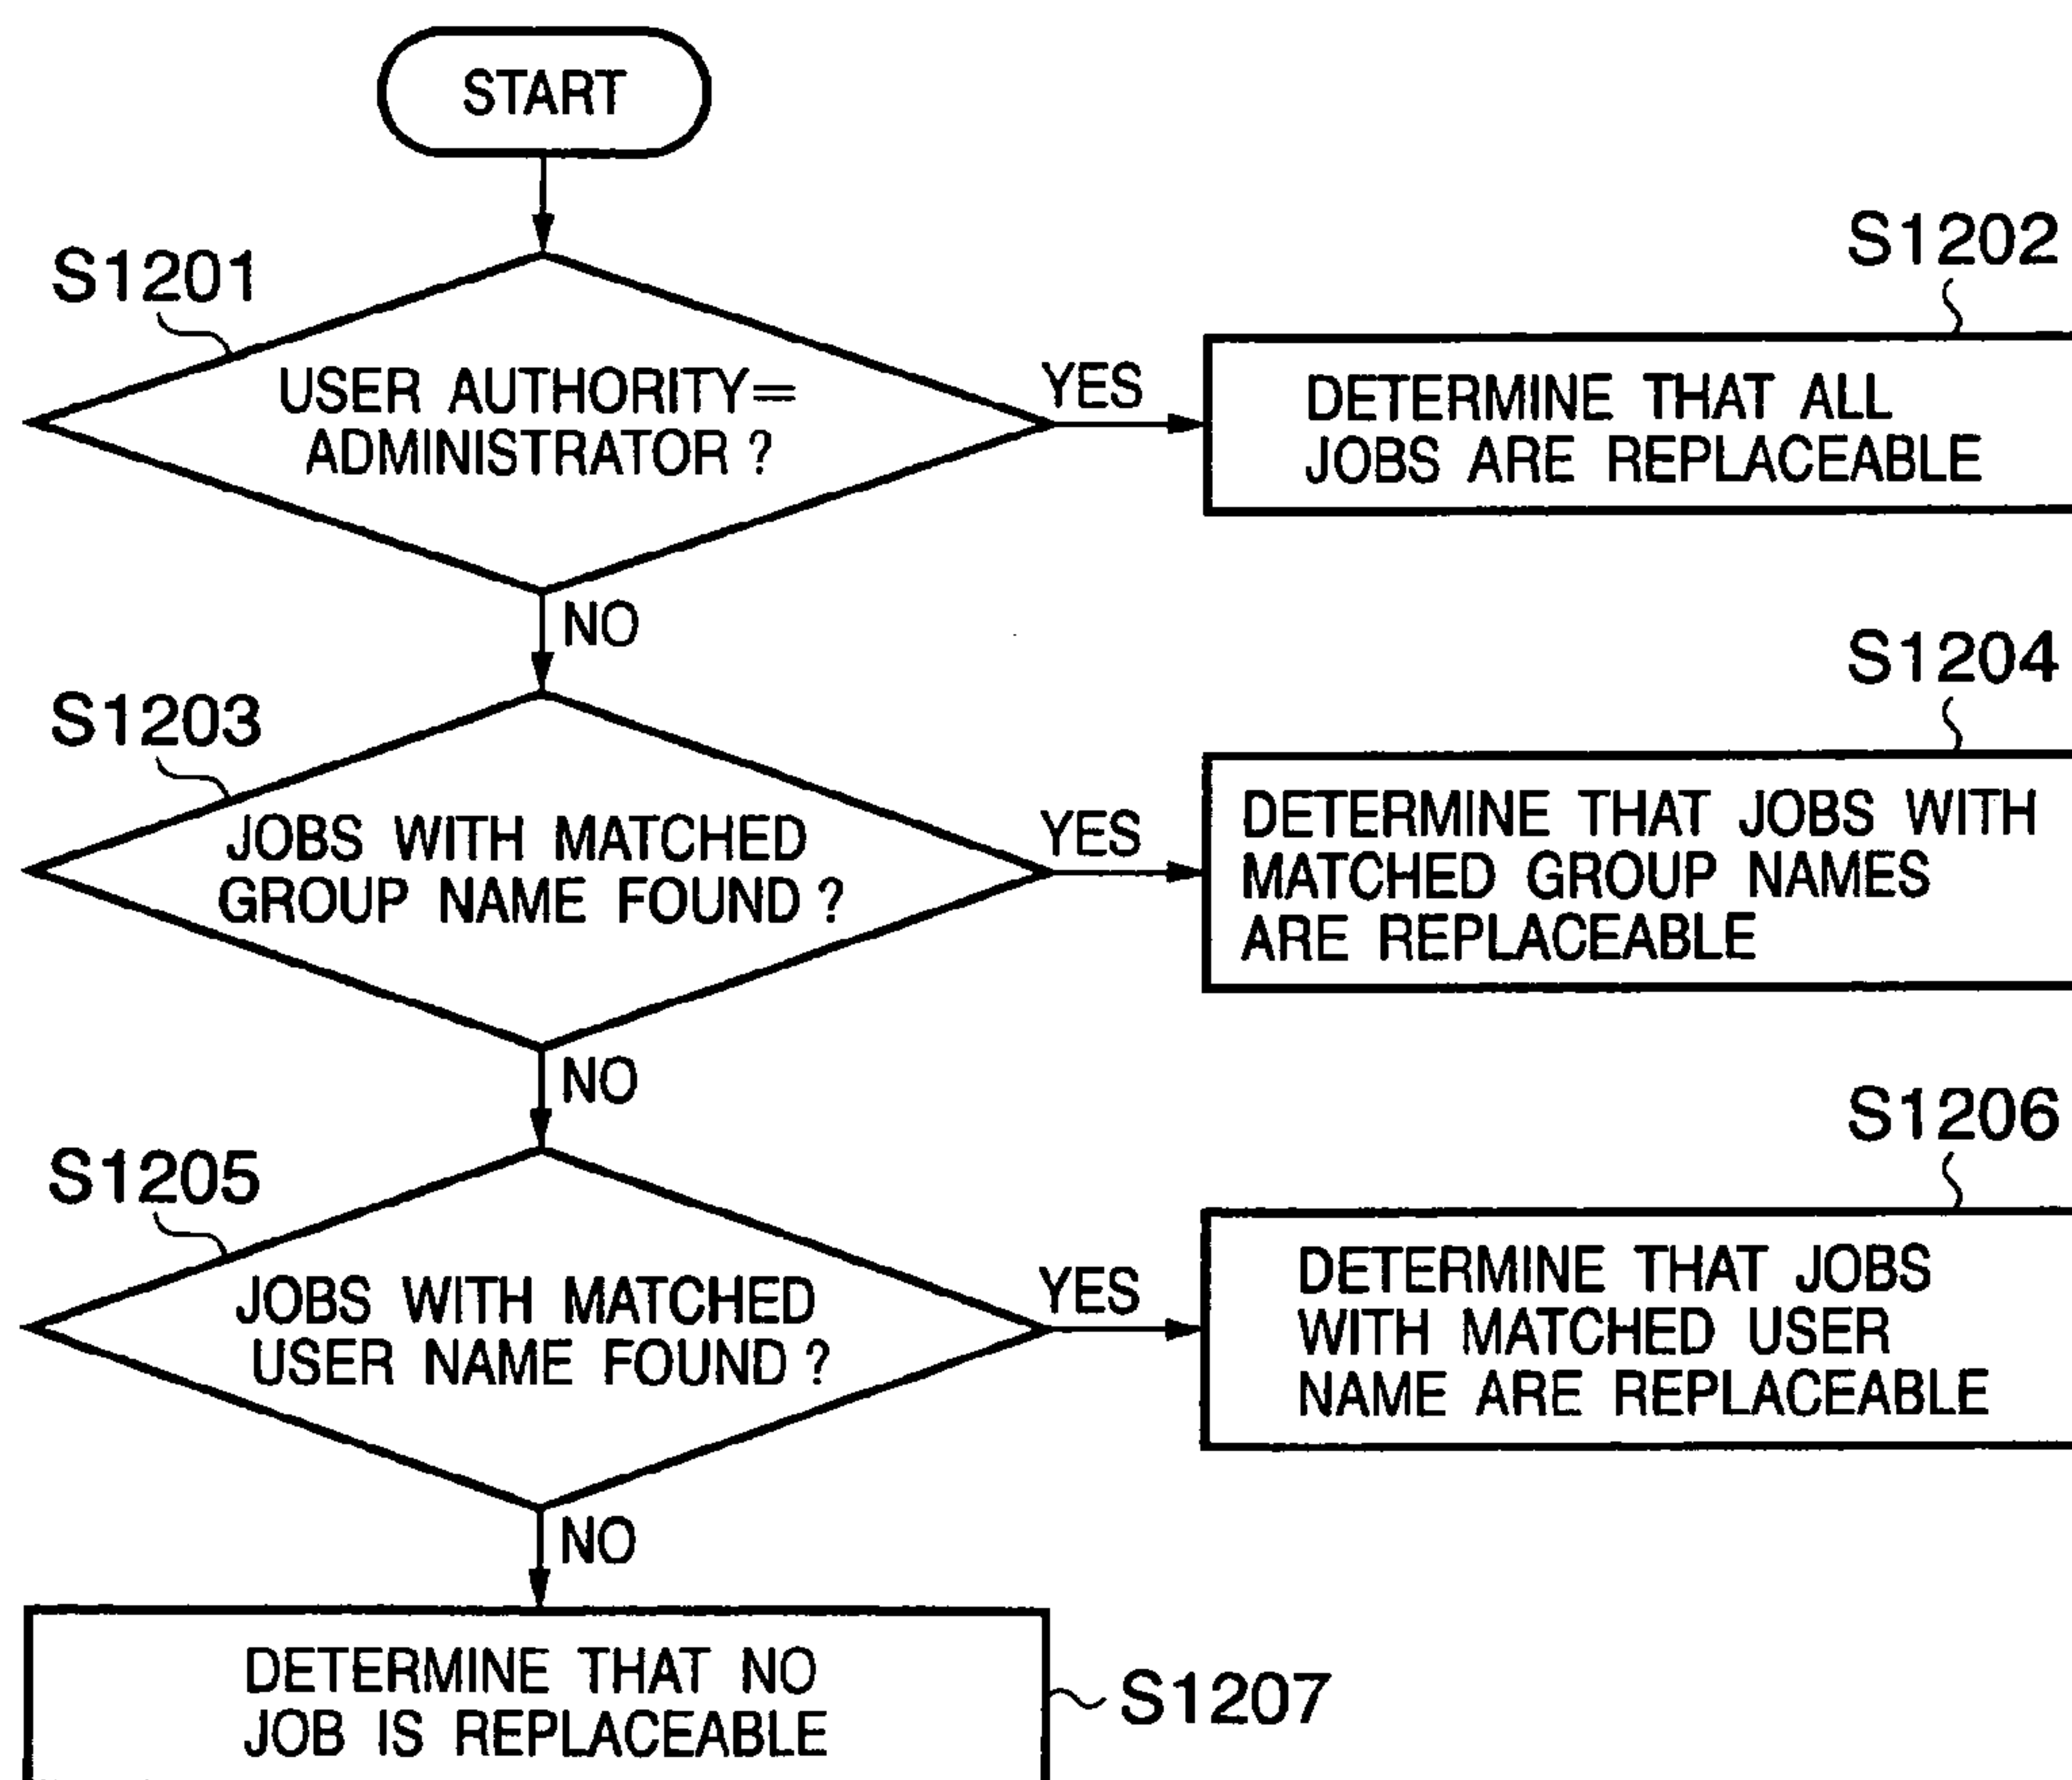 START
S1201
USER AUTHORITY=
ADMINISTRATOR ?
YES
S1202
DETERMINE THAT ALL
JOBS ARE REPLACEABLE
NO
S1203
JOBS WITH MATCHED
GROUP NAME FOUND ?
YES
S1204
DETERMINE THAT JOBS WITH
MATCHED GROUP NAMES
ARE REPLACEABLE
NO
S1205
JOBS WITH MATCHED
USER NAME FOUND ?
YES
S1206
DETERMINE THAT JOBS
WITH MATCHED USER
NAME ARE REPLACEABLE
NO
DETERMINE THAT NO
JOB IS REPLACEABLE
S1207